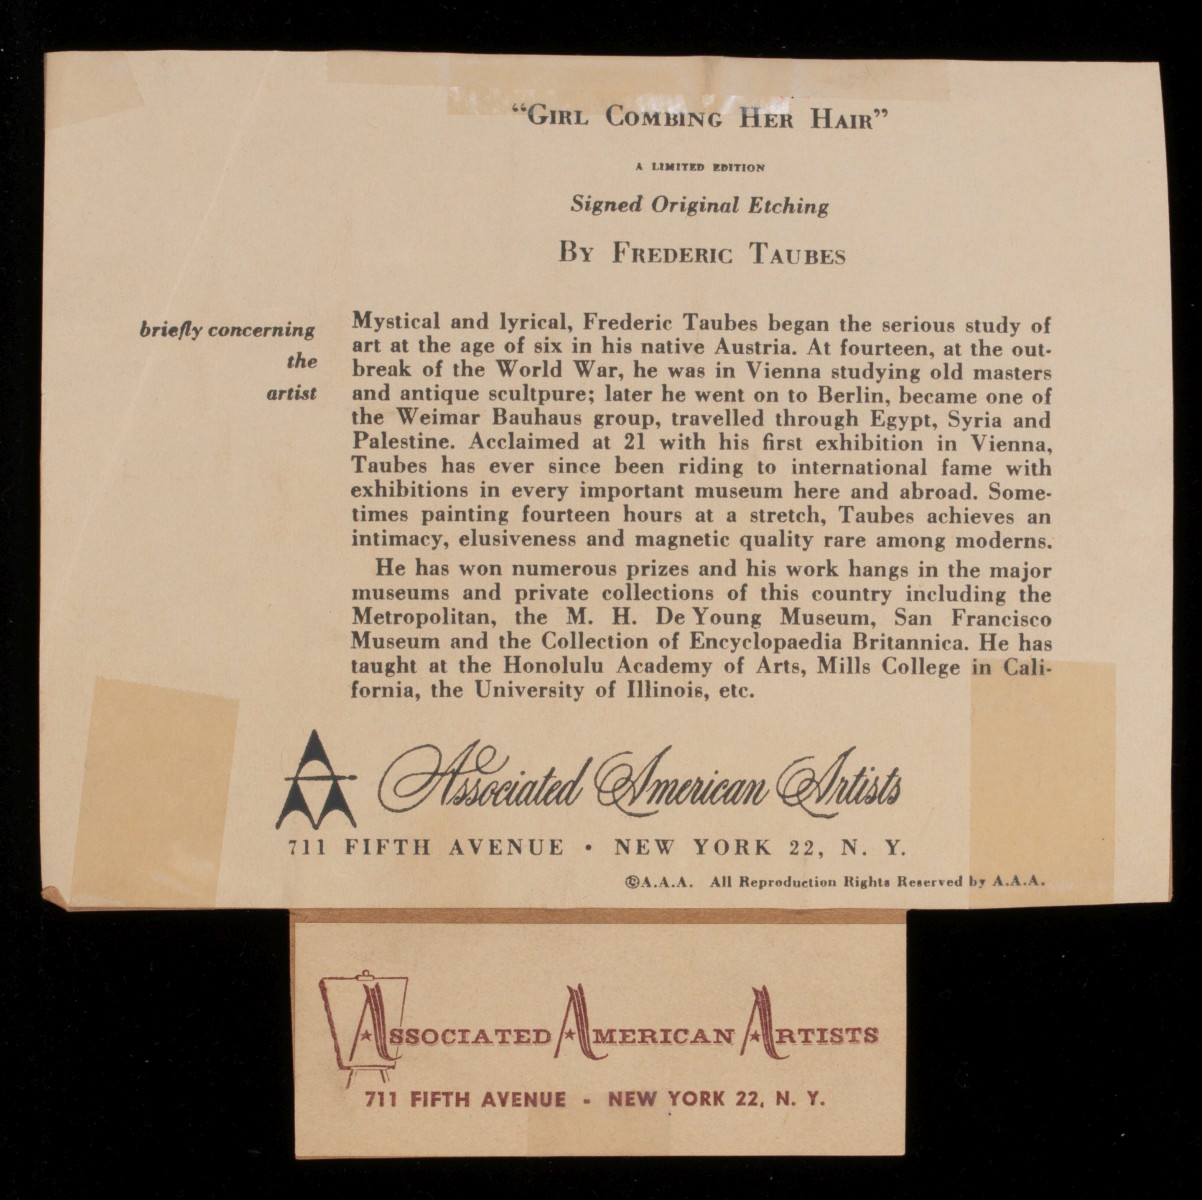 “Girl Combing Her Hair”
A LIMITED EDITION
Signed Original Etching
By Frederic Taubes
briefly concerning
the
artist
Mystical and lyrical, Frederic Taubes began the serious study of
art at the age of six in his native Austria. At fourteen, at the out-
break of the World War, he was in Vienna studying old masters
and antique scultpure; later he went on to Berlin, became one of
the Weimar Bauhaus group, travelled through Egypt, Syria and
Palestine. Acclaimed at 21 with his first exhibition in Vienna,
Taubes has ever since been riding to international fame with
exhibitions in every important museum here and abroad. Some-
times painting fourteen hours at a stretch, Taubes achieves an
intimacy, elusiveness and magnetic quality rare among moderns.
He has won numerous prizes and his work hangs in the major
museums and private collections of this country including the
Metropolitan, the M. H. De Young Museum, San Francisco
Museum and the Collection of Encyclopaedia Britannica. He has
taught at the Honolulu Academy of Arts, Mills College in Cali-
fornia, the University of Illinois, etc.
Associated American Artists
711 FIFTH AVENUE • NEW YORK 22, N. Y.
©A.A.A. All Reproduction Rights Reserved by A.A.A.
ASSOCIATED AMERICAN ARTISTS
711 FIFTH AVENUE - NEW YORK 22, N. Y.